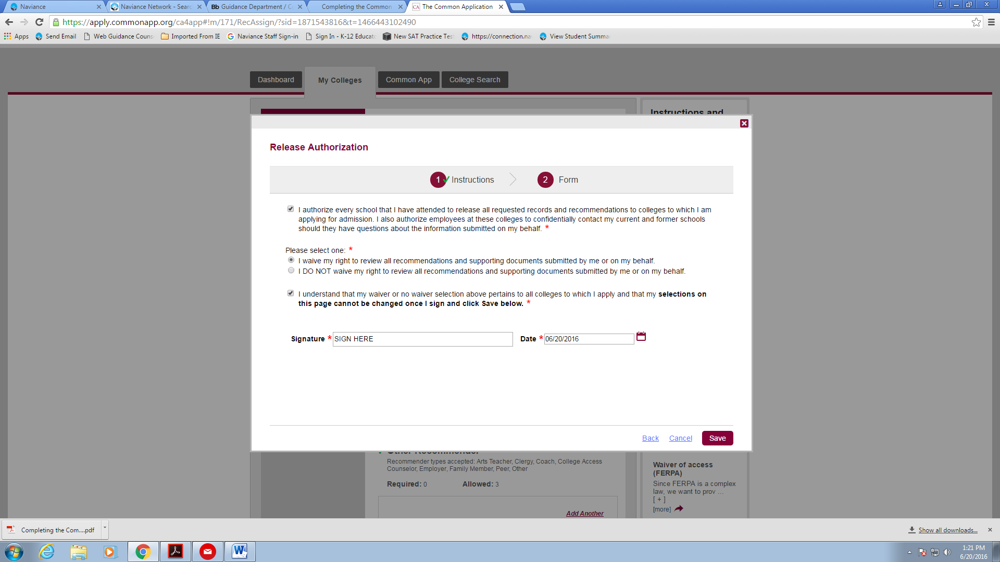 Naviance
Naviance Network - Searc
Bb Guidance Department / C
Completing the Common
CA The Common Application
https://apply.commonapp.org/ca4app#!m/171/RecAssign/?sid=1871543816&t=1466443102490
Apps
Send Email
Web Guidance Couns
Imported From IE
Naviance Staff Sign-in
Sign In - K-12 Educat
New SAT Practice Tes
https://connection.na
View Student Summa
Dashboard
My Colleges
Common App
College Search
Instructions and
Release Authorization
1 Instructions
2 Form
I authorize every school that I have attended to release all requested records and recommendations to colleges to which I am
applying for admission. I also authorize employees at these colleges to confidentially contact my current and former schools
should they have questions about the information submitted on my behalf. *
Please select one: *
I waive my right to review all recommendations and supporting documents submitted by me or on my behalf.
I DO NOT waive my right to review all recommendations and supporting documents submitted by me or on my behalf.
I understand that my waiver or no waiver selection above pertains to all colleges to which I apply and that my selections on
this page cannot be changed once I sign and click Save below. *
Signature * SIGN HERE
Date * 06/20/2016
Back
Cancel
Save
Other Recommender
Recommender types accepted: Arts Teacher, Clergy, Coach, College Access
Counselor, Employer, Family Member, Peer, Other
Required: 0
Allowed: 3
Add Another
Waiver of access
(FERPA)
Since FERPA is a complex
law, we want to prov ...
[ + ]
[more]
Completing the Com....pdf
Show all downloads...
1:21 PM
6/20/2016